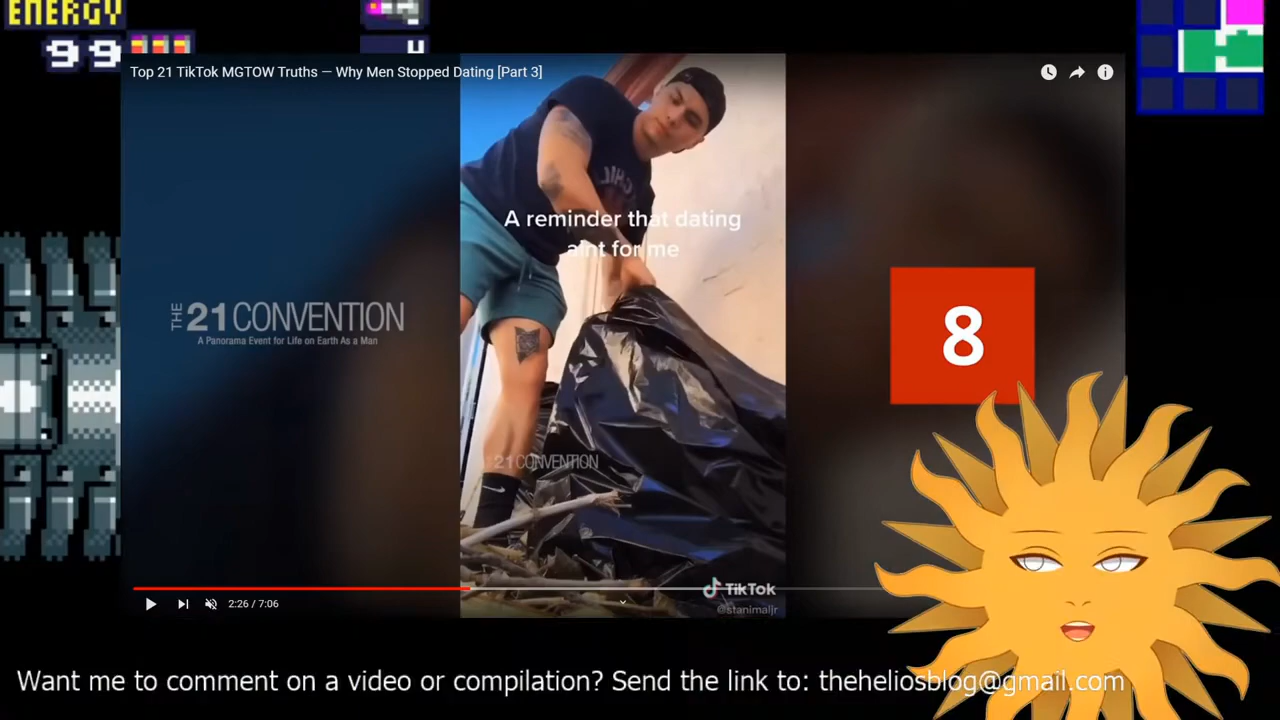 ENERGY
99
4
Top 21 TikTok MGTOW Truths — Why Men Stopped Dating [Part 3]
A reminder that dating
aint for me
THE 21 CONVENTION
A Panorama Event for Life on Earth As a Man
8
21 CONVENTION
TikTok
@stanimaljr
2:26 / 7:06
Want me to comment on a video or compilation? Send the link to: theheliosblog@gmail.com